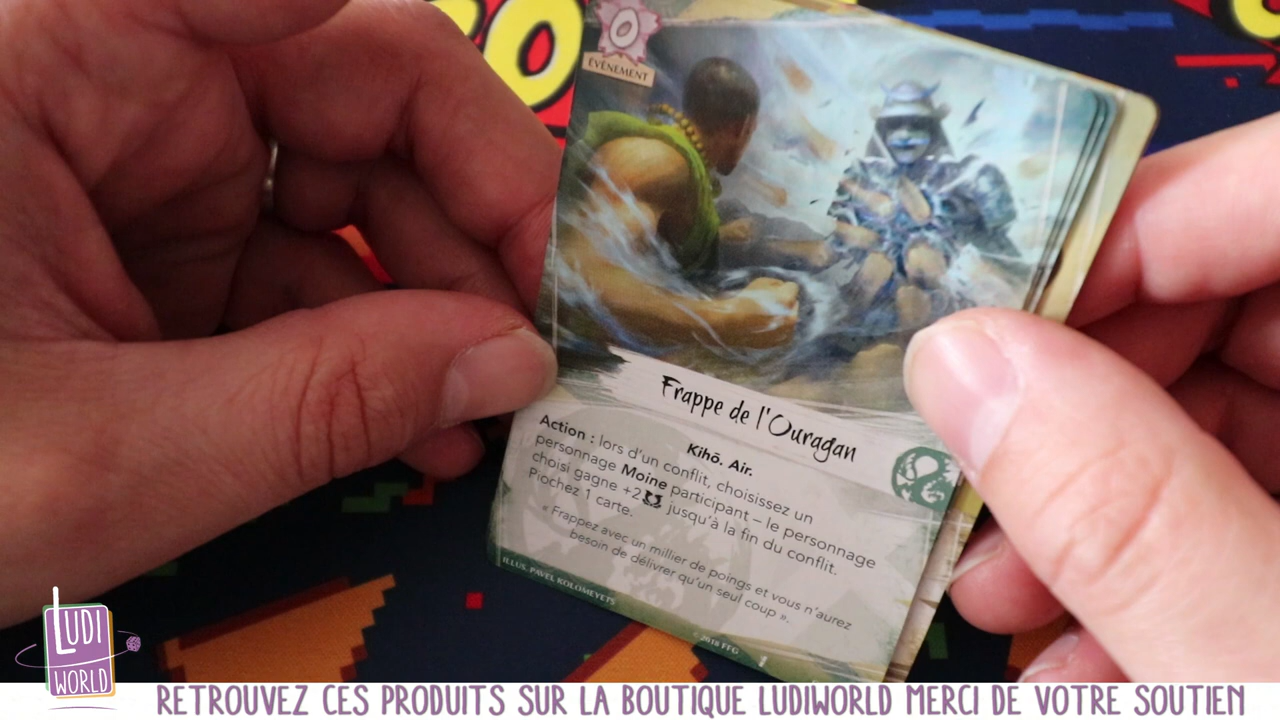 0
ÉVÉNEMENT
Frappe de l'Ouragan
Kihō. Air.
Action : lors d'un conflit, choisissez un
personnage Moine participant – le personnage
choisi gagne +2 jusqu'à la fin du conflit.
Piochez 1 carte.
« Frappez avec un millier de poings et vous n'aurez
besoin de délivrer qu'un seul coup ».
ILLUS. PAVEL KOLOMEYETS
© 2018 FFG
LUDI
WORLD
RETROUVEZ CES PRODUITS SUR LA BOUTIQUE LUDIWORLD MERCI DE VOTRE SOUTIEN